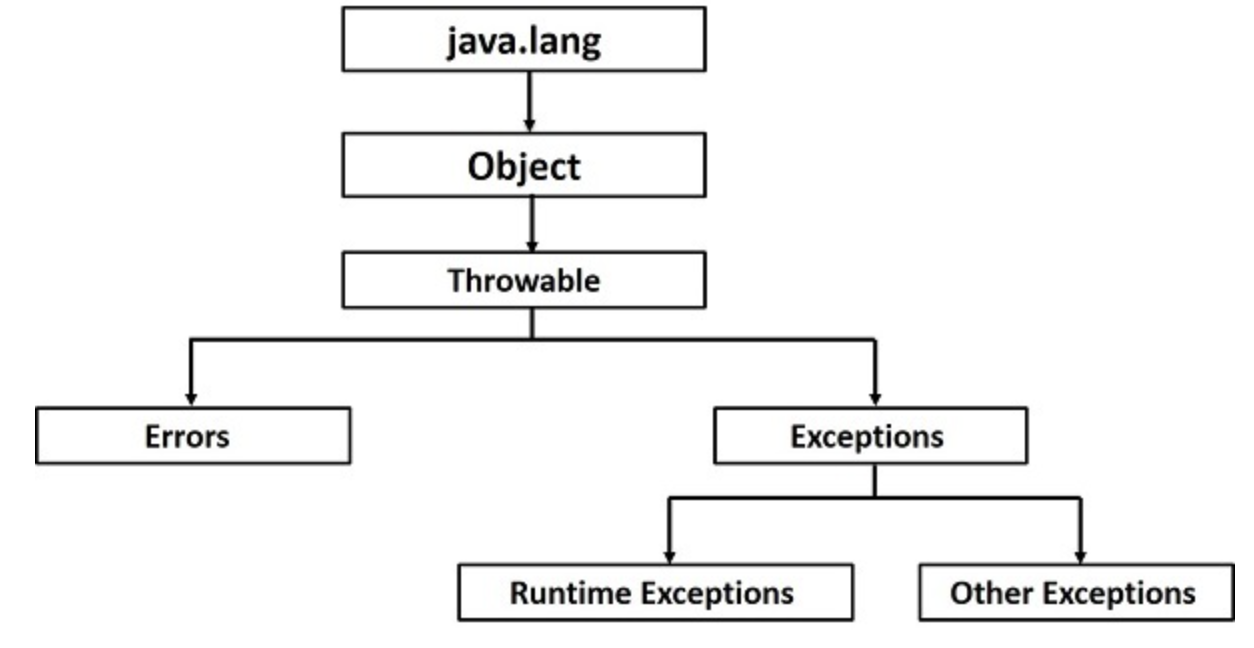 java.lang
Object
Throwable
Errors
Exceptions
Runtime Exceptions
Other Exceptions